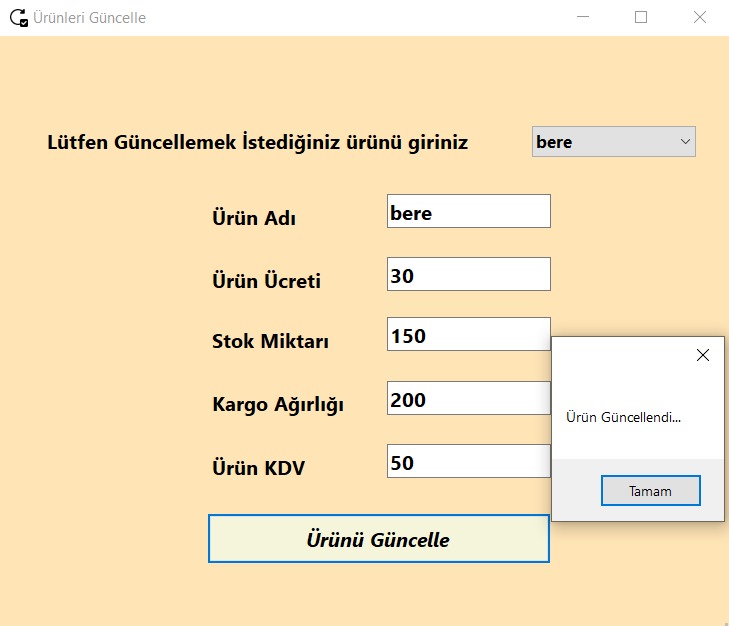 Ürünleri Güncelle
Lütfen Güncellemek İstediğiniz ürünü giriniz bere
Ürün Adı bere
Ürün Ücreti 30
Stok Miktarı 150
Kargo Ağırlığı 200
Ürün Güncellendi...
Ürün KDV 50
Tamam
Ürünü Güncelle